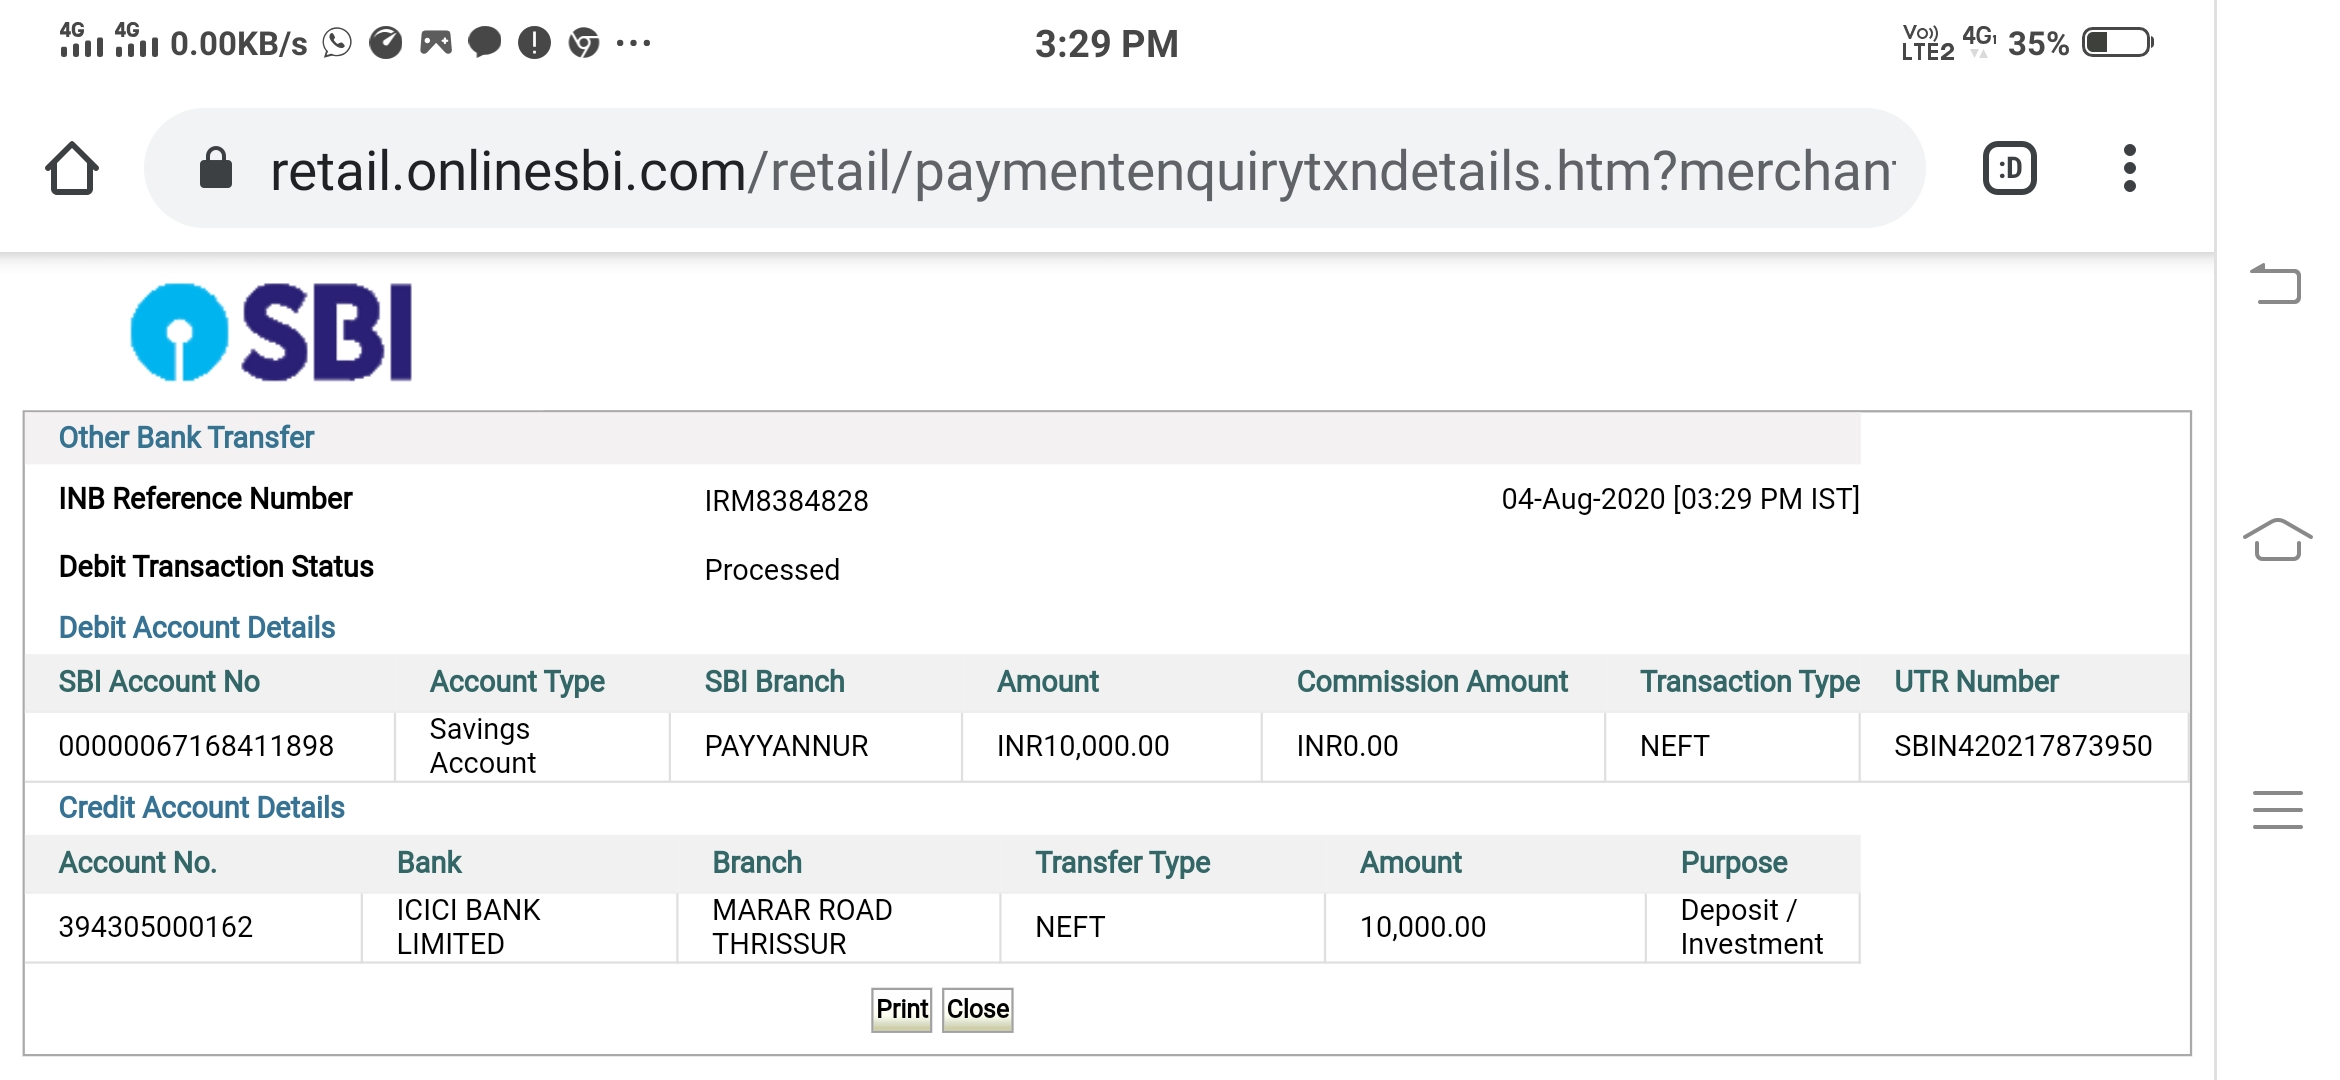 4G 4G 0.00KB/s 3:29 PM Vo)) LTE2 4G 35%
retail.onlinesbi.com/retail/paymentenquirytxndetails.htm?merchant :D
SBI
Other Bank Transfer
INB Reference Number IRM8384828 04-Aug-2020 [03:29 PM IST]
Debit Transaction Status Processed
Debit Account Details
SBI Account No Account Type SBI Branch Amount Commission Amount Transaction Type UTR Number
00000067168411898 Savings Account PAYYANNUR INR10,000.00 INR0.00 NEFT SBIN420217873950
Credit Account Details
Account No. Bank Branch Transfer Type Amount Purpose
394305000162 ICICI BANK LIMITED MARAR ROAD THRISSUR NEFT 10,000.00 Deposit / Investment
Print Close